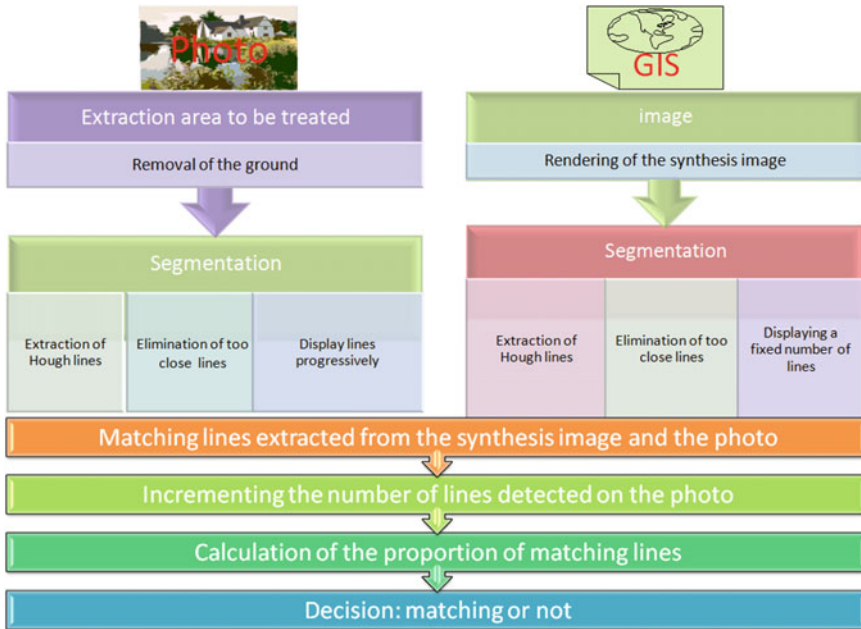 Photo
GIS
Extraction area to be treated
Removal of the ground
image
Rendering of the synthesis image
Segmentation
Extraction of
Hough lines
Elimination of too
close lines
Display lines
progressively
Segmentation
Extraction of
Hough lines
Elimination of too
close lines
Displaying a
fixed number of
lines
Matching lines extracted from the synthesis image and the photo
Incrementing the number of lines detected on the photo
Calculation of the proportion of matching lines
Decision: matching or not